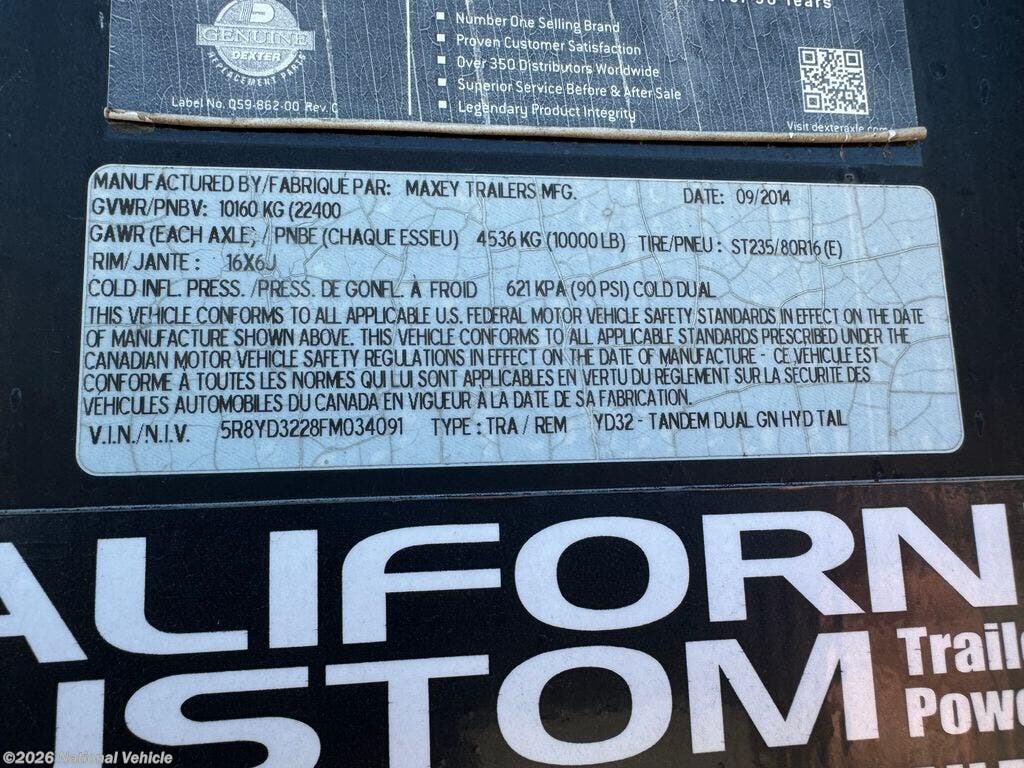 GENUINE
DEXTER
REPLACEMENT PARTS
Label No. 059-862-00 Rev. C
Years
Number One Selling Brand
Proven Customer Satisfaction
Over 350 Distributors Worldwide
Superior Service Before & After Sale
Legendary Product Integrity
Visit dexteraxle.com
MANUFACTURED BY/FABRIQUE PAR: MAXEY TRAILERS MFG. DATE: 09/2014
GVWR/PNBV: 10160 KG (22400
GAWR (EACH AXLE) / PNBE (CHAQUE ESSIEU) 4536 KG (10000 LB) TIRE/PNEU : ST235/80R16 (E)
RIM/JANTE : 16X6J
COLD INFL. PRESS. /PRESS. DE GONFL. À FROID 621 KPA (90 PSI) COLD DUAL
THIS VEHICLE CONFORMS TO ALL APPLICABLE U.S. FEDERAL MOTOR VEHICLE SAFETY STANDARDS IN EFFECT ON THE DATE
OF MANUFACTURE SHOWN ABOVE. THIS VEHICLE CONFORMS TO ALL APPLICABLE STANDARDS PRESCRIBED UNDER THE
CANADIAN MOTOR VEHICLE SAFETY REGULATIONS IN EFFECT ON THE DATE OF MANUFACTURE - CE VEHICULE EST
CONFORME À TOUTES LES NORMES QUI LUI SONT APPLICABLES EN VERTU DU REGLEMENT SUR LA SECURITE DES
VEHICULES AUTOMOBILES DU CANADA EN VIGUEUR À LA DATE DE SA FABRICATION.
V.I.N./N.I.V. 5R8YD3228FM034091 TYPE : TRA / REM YD32 - TANDEM DUAL GN HYD TAIL
ALIFORN
USTOM
Traile
Powe
©2026 National Vehicle